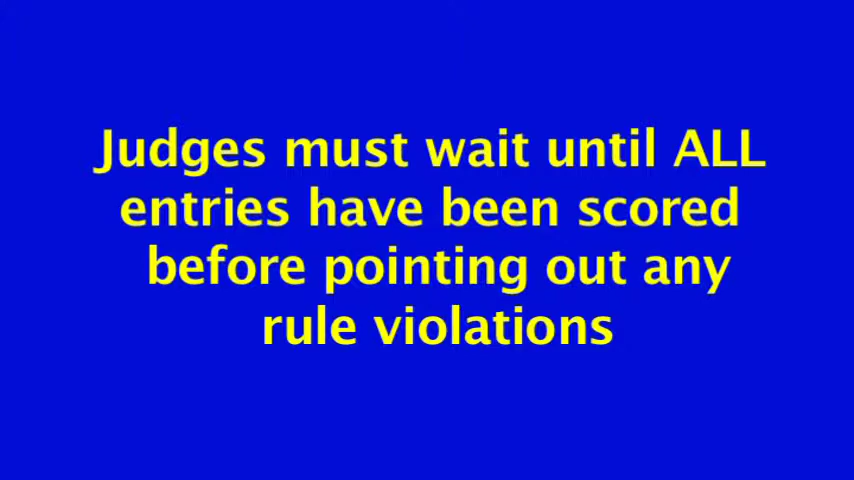 Judges must wait until ALL
entries have been scored
before pointing out any
rule violations